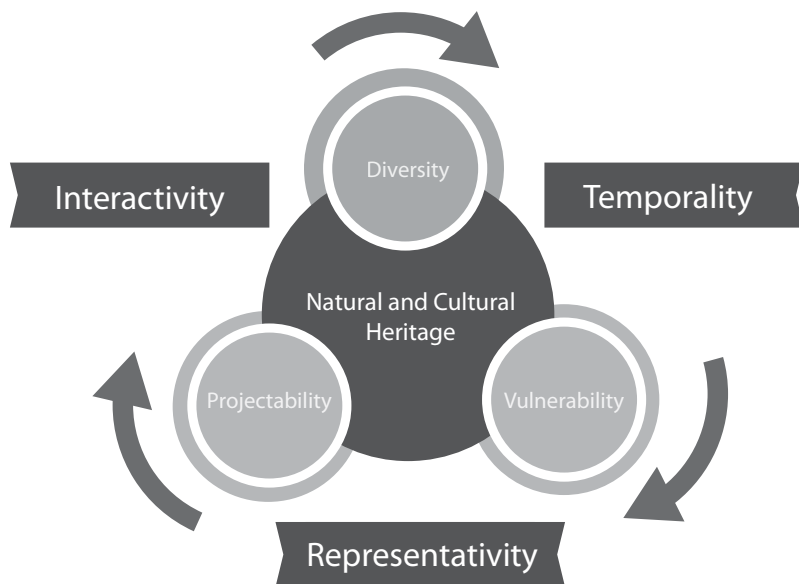 Diversity
Interactivity
Temporality
Natural and Cultural
Heritage
Projectability
Vulnerability
Representativity